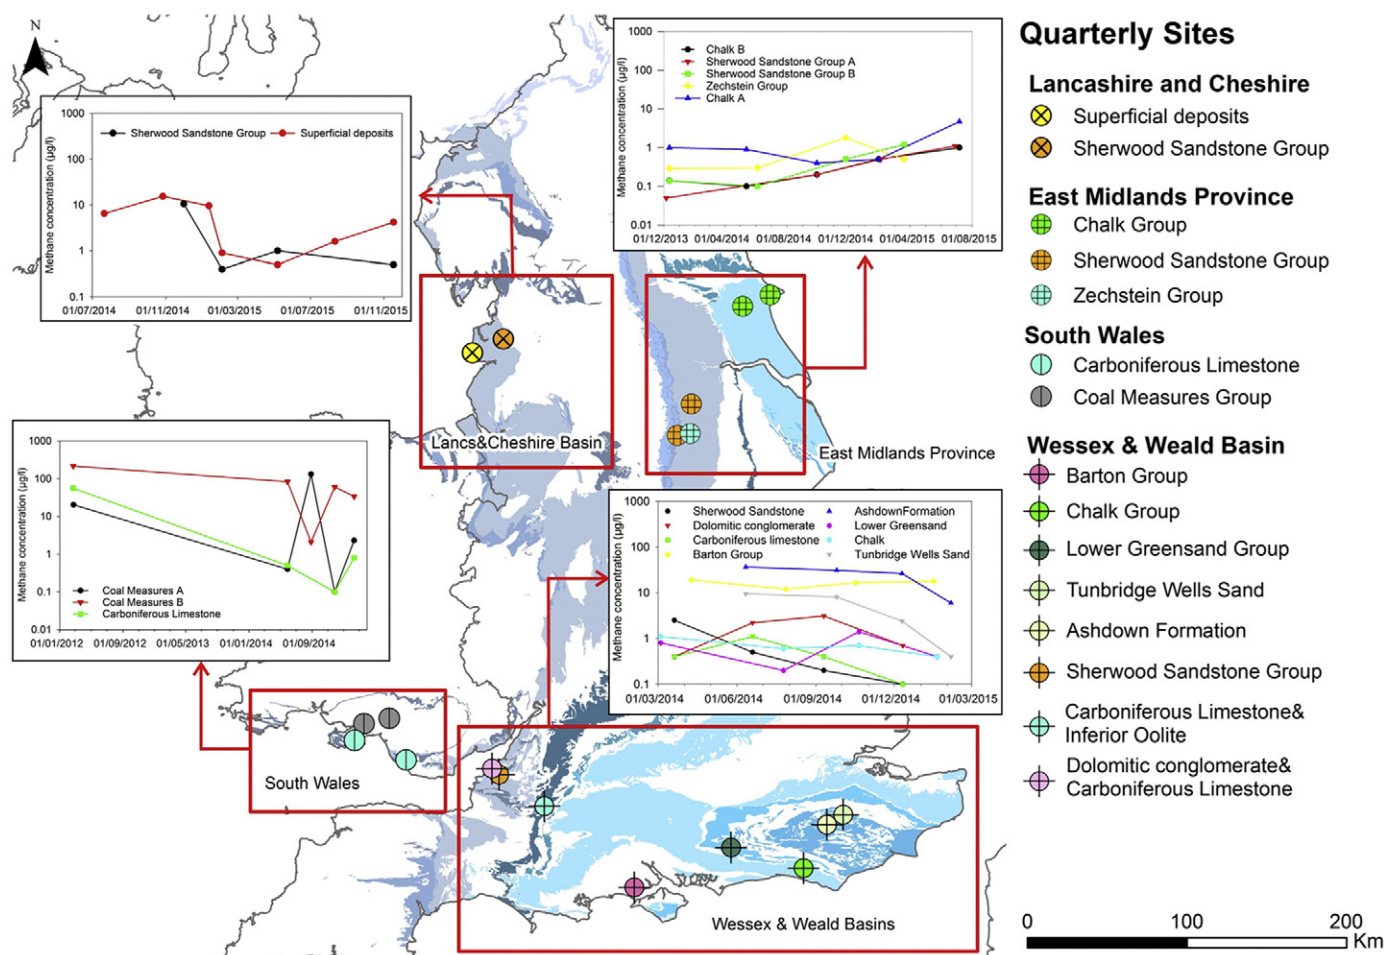 N
Methane concentration (µg/l)
1000
100
10
1
0.1
Sherwood Sandstone Group
Superficial deposits
01/07/2014
01/11/2014
01/03/2015
01/07/2015
01/11/2015
Methane concentration (µg/l)
1000
100
10
1
0.1
0.01
Chalk B
Sherwood Sandstone Group A
Sherwood Sandstone Group B
Zechstein Group
Chalk A
01/12/2013
01/04/2014
01/08/2014
01/12/2014
01/04/2015
01/08/2015
Lancs&Cheshire Basin
East Midlands Province
Methane concentration (µg/l)
1000
100
10
1
0.1
0.01
Coal Measures A
Coal Measures B
Carboniferous Limestone
01/01/2012
01/09/2012
01/05/2013
01/01/2014
01/09/2014
Methane concentration (µg/l)
1000
100
10
1
0.1
Sherwood Sandstone
Dolomitic conglomerate
Carboniferous limestone
Barton Group
AshdownFormation
Lower Greensand
Chalk
Tunbridge Wells Sand
01/03/2014
01/06/2014
01/09/2014
01/12/2014
01/03/2015
South Wales
Wessex & Weald Basins
Quarterly Sites
Lancashire and Cheshire
Superficial deposits
Sherwood Sandstone Group
East Midlands Province
Chalk Group
Sherwood Sandstone Group
Zechstein Group
South Wales
Carboniferous Limestone
Coal Measures Group
Wessex & Weald Basin
Barton Group
Chalk Group
Lower Greensand Group
Tunbridge Wells Sand
Ashdown Formation
Sherwood Sandstone Group
Carboniferous Limestone&
Inferior Oolite
Dolomitic conglomerate&
Carboniferous Limestone
0
100
200
Km